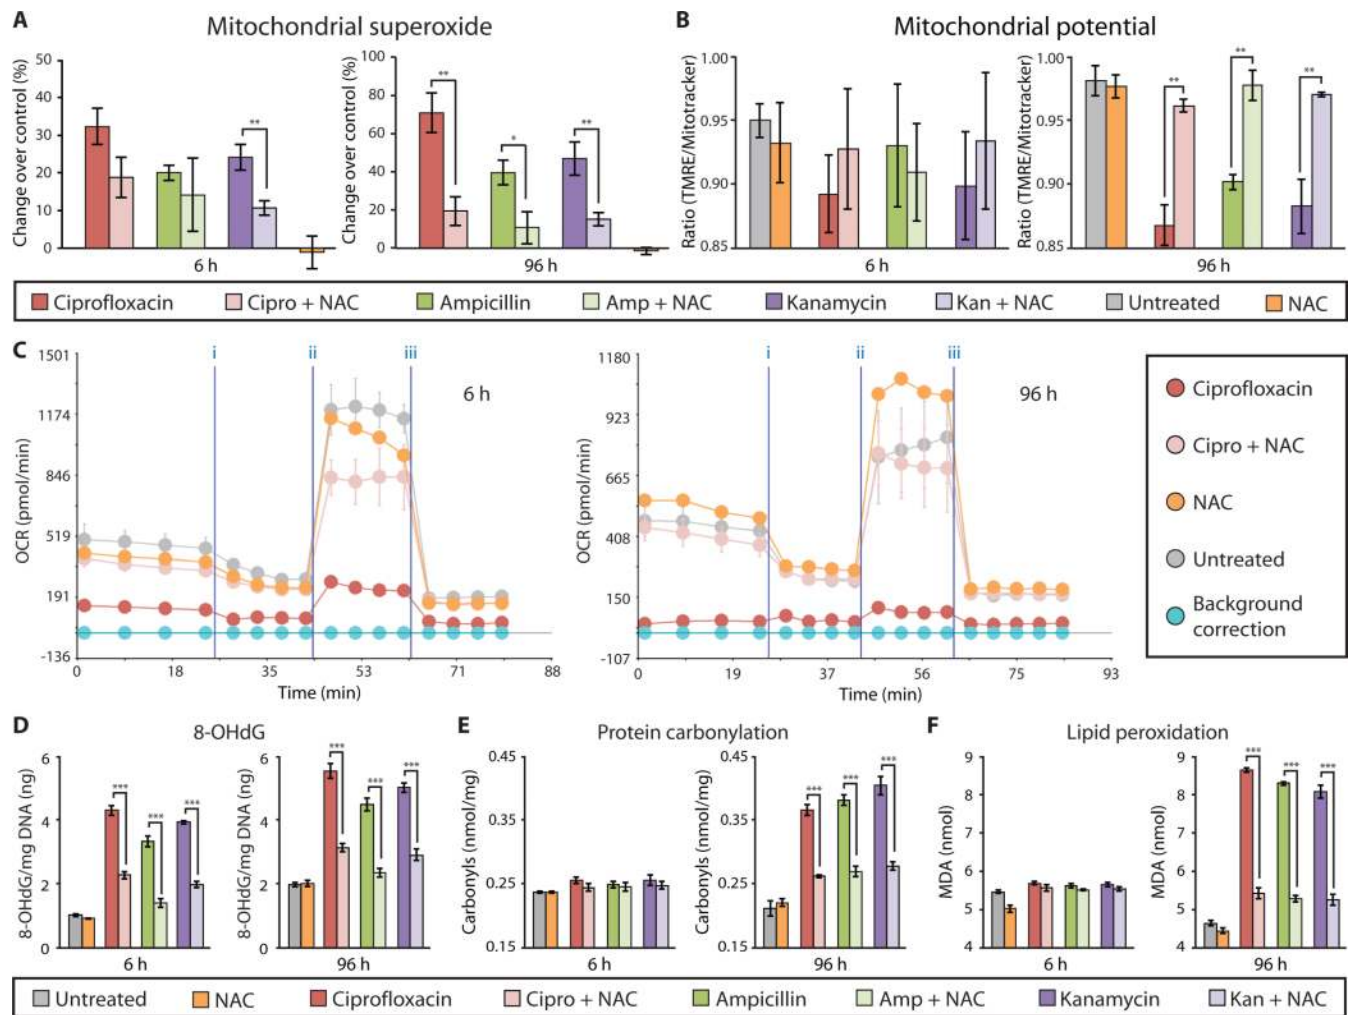 A Mitochondrial superoxide
B Mitochondrial potential
Change over control (%)
50
40
30
20
10
0
**
6 h
Change over control (%)
100
80
60
40
20
0
**
*
**
96 h
Ratio (TMRE/Mitotracker)
1.00
0.95
0.90
0.85
6 h
Ratio (TMRE/Mitotracker)
1.00
0.95
0.90
0.85
**
**
**
96 h
Ciprofloxacin Cipro + NAC Ampicillin Amp + NAC Kanamycin Kan + NAC Untreated NAC
C
OCR (pmol/min)
1501
1174
846
519
191
-136
i ii iii
6 h
0 19 35 53 71 88
Time (min)
OCR (pmol/min)
1180
923
665
408
150
-107
i ii iii
96 h
0 19 37 56 75 93
Time (min)
Ciprofloxacin
Cipro + NAC
NAC
Untreated
Background
correction
D 8-OHdG
8-OHdG/mg DNA (ng)
6
4
2
0
***
***
***
6 h
8-OHdG/mg DNA (ng)
6
4
2
0
***
***
***
96 h
E Protein carbonylation
Carbonyls (nmol/mg)
0.45
0.35
0.25
0.15
6 h
Carbonyls (nmol/mg)
0.45
0.35
0.25
0.15
***
***
***
96 h
F Lipid peroxidation
MDA (nmol)
9
8
7
6
5
4
6 h
MDA (nmol)
9
8
7
6
5
4
***
***
***
96 h
Untreated NAC Ciprofloxacin Cipro + NAC Ampicillin Amp + NAC Kanamycin Kan + NAC